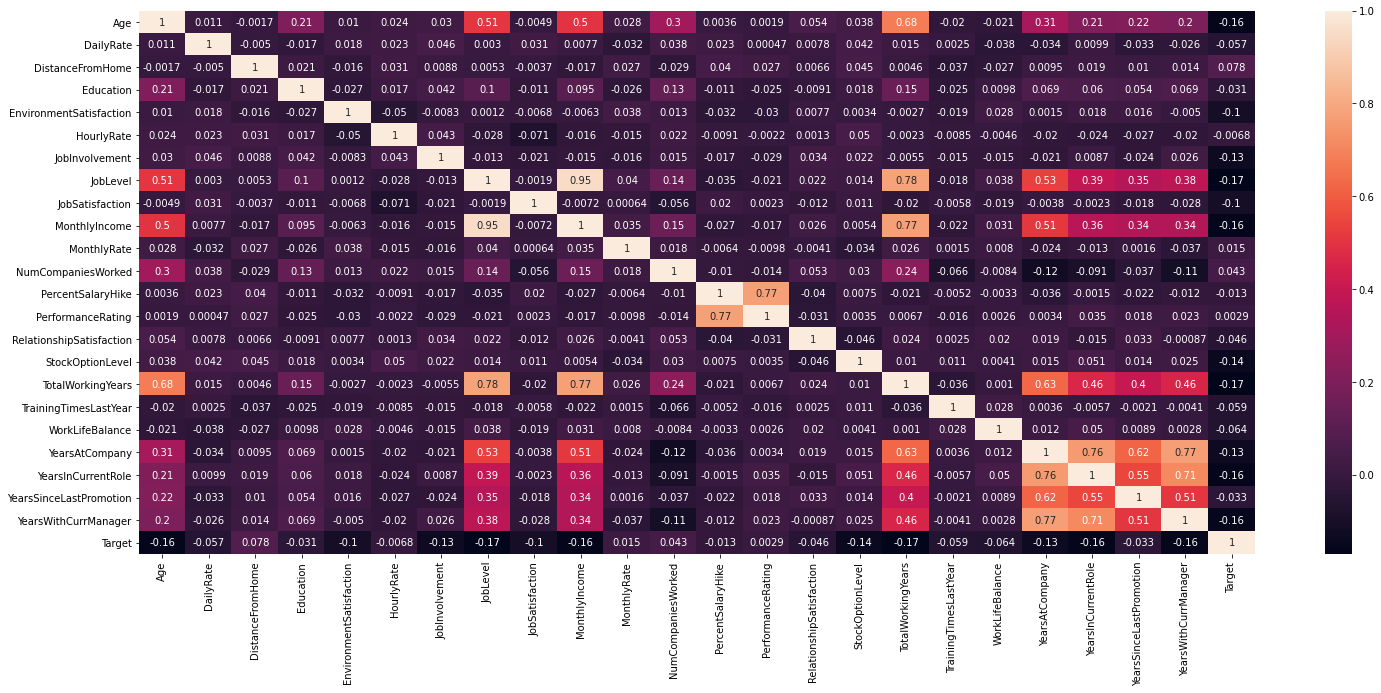 Age 1 0.011 -0.0017 0.21 0.01 0.024 0.03 0.51 -0.0049 0.5 0.028 0.3 0.0036 0.0019 0.054 0.038 0.68 -0.02 -0.021 0.31 0.21 0.22 0.2 -0.16
DailyRate 0.011 1 -0.005 -0.017 0.018 0.023 0.046 0.003 0.031 0.0077 -0.032 0.038 0.023 0.00047 0.0078 0.042 0.015 0.0025 -0.038 -0.034 0.0099 -0.033 -0.026 -0.057
DistanceFromHome -0.0017 -0.005 1 0.021 -0.016 0.031 0.0088 0.0053 -0.0037 -0.017 0.027 -0.029 0.04 0.027 0.0066 0.045 0.0046 -0.037 -0.027 0.0095 0.019 0.01 0.014 0.078
Education 0.21 -0.017 0.021 1 -0.027 0.017 0.042 0.1 -0.011 0.095 -0.026 0.13 -0.011 -0.025 -0.0091 0.018 0.15 -0.025 0.0098 0.069 0.06 0.054 0.069 -0.031
EnvironmentSatisfaction 0.01 0.018 -0.016 -0.027 1 -0.05 -0.0083 0.0012 -0.0068 -0.0063 0.038 0.013 -0.032 -0.03 0.0077 0.0034 -0.0027 -0.019 0.028 0.0015 0.018 0.016 -0.005 -0.1
HourlyRate 0.024 0.023 0.031 0.017 -0.05 1 0.043 -0.028 -0.071 -0.016 -0.015 0.022 -0.0091 -0.0022 0.0013 0.05 -0.0023 -0.0085 -0.0046 -0.02 -0.024 -0.027 -0.02 -0.0068
JobInvolvement 0.03 0.046 0.0088 0.042 -0.0083 0.043 1 -0.013 -0.021 -0.015 -0.016 0.015 -0.017 -0.029 0.034 0.022 -0.0055 -0.015 -0.015 -0.021 0.0087 -0.024 0.026 -0.13
JobLevel 0.51 0.003 0.0053 0.1 0.0012 -0.028 -0.013 1 -0.0019 0.95 0.04 0.14 -0.035 -0.021 0.022 0.014 0.78 -0.018 0.038 0.53 0.39 0.35 0.38 -0.17
JobSatisfaction -0.0049 0.031 -0.0037 -0.011 -0.0068 -0.071 -0.021 -0.0019 1 -0.0072 0.00064 -0.056 0.02 0.0023 -0.012 0.011 -0.02 -0.0058 -0.019 -0.0038 -0.0023 -0.018 -0.028 -0.1
MonthlyIncome 0.5 0.0077 -0.017 0.095 -0.0063 -0.016 -0.015 0.95 -0.0072 1 0.035 0.15 -0.027 -0.017 0.026 0.0054 0.77 -0.022 0.031 0.51 0.36 0.34 0.34 -0.16
MonthlyRate 0.028 -0.032 0.027 -0.026 0.038 -0.015 -0.016 0.04 0.00064 0.035 1 0.018 -0.0064 -0.0098 -0.0041 -0.034 0.026 0.0015 0.008 -0.024 -0.013 0.0016 -0.037 0.015
NumCompaniesWorked 0.3 0.038 -0.029 0.13 0.013 0.022 0.015 0.14 -0.056 0.15 0.018 1 -0.01 -0.014 0.053 0.03 0.24 -0.066 -0.0084 -0.12 -0.091 -0.037 -0.11 0.043
PercentSalaryHike 0.0036 0.023 0.04 -0.011 -0.032 -0.0091 -0.017 -0.035 0.02 -0.027 -0.0064 -0.01 1 0.77 -0.04 0.0075 -0.021 -0.0052 -0.0033 -0.036 -0.0015 -0.022 -0.012 -0.013
PerformanceRating 0.0019 0.00047 0.027 -0.025 -0.03 -0.0022 -0.029 -0.021 0.0023 -0.017 -0.0098 -0.014 0.77 1 -0.031 0.0035 0.0067 -0.016 0.0026 0.0034 0.035 0.018 0.023 0.0029
RelationshipSatisfaction 0.054 0.0078 0.0066 -0.0091 0.0077 0.0013 0.034 0.022 -0.012 0.026 -0.0041 0.053 -0.04 -0.031 1 -0.046 0.024 0.0025 0.02 0.019 -0.015 0.033 -0.00087 -0.046
StockOptionLevel 0.038 0.042 0.045 0.018 0.0034 0.05 0.022 0.014 0.011 0.0054 -0.034 0.03 0.0075 0.0035 -0.046 1 0.01 0.011 0.0041 0.015 0.051 0.014 0.025 -0.14
TotalWorkingYears 0.68 0.015 0.0046 0.15 -0.0027 -0.0023 -0.0055 0.78 -0.02 0.77 0.026 0.24 -0.021 0.0067 0.024 0.01 1 -0.036 0.001 0.63 0.46 0.4 0.46 -0.17
TrainingTimesLastYear -0.02 0.0025 -0.037 -0.025 -0.019 -0.0085 -0.015 -0.018 -0.0058 -0.022 0.0015 -0.066 -0.0052 -0.016 0.0025 0.011 -0.036 1 0.028 0.0036 -0.0057 -0.0021 -0.0041 -0.059
WorkLifeBalance -0.021 -0.038 -0.027 0.0098 0.028 -0.0046 -0.015 0.038 -0.019 0.031 0.008 -0.0084 -0.0033 0.0026 0.02 0.0041 0.001 0.028 1 0.012 0.05 0.0089 0.0028 -0.064
YearsAtCompany 0.31 -0.034 0.0095 0.069 0.0015 -0.02 -0.021 0.53 -0.0038 0.51 -0.024 -0.12 -0.036 0.0034 0.019 0.015 0.63 0.0036 0.012 1 0.76 0.62 0.77 -0.13
YearsInCurrentRole 0.21 0.0099 0.019 0.06 0.018 -0.024 0.0087 0.39 -0.0023 0.36 -0.013 -0.091 -0.0015 0.035 -0.015 0.051 0.46 -0.0057 0.05 0.76 1 0.55 0.71 -0.16
YearsSinceLastPromotion 0.22 -0.033 0.01 0.054 0.016 -0.027 -0.024 0.35 -0.018 0.34 0.0016 -0.037 -0.022 0.018 0.033 0.014 0.4 -0.0021 0.0089 0.62 0.55 1 0.51 -0.033
YearsWithCurrManager 0.2 -0.026 0.014 0.069 -0.005 -0.02 0.026 0.38 -0.028 0.34 -0.037 -0.11 -0.012 0.023 -0.00087 0.025 0.46 -0.0041 0.0028 0.77 0.71 0.51 1 -0.16
Target -0.16 -0.057 0.078 -0.031 -0.1 -0.0068 -0.13 -0.17 -0.1 -0.16 0.015 0.043 -0.013 0.0029 -0.046 -0.14 -0.17 -0.059 -0.064 -0.13 -0.16 -0.033 -0.16 1
Age
DailyRate
DistanceFromHome
Education
EnvironmentSatisfaction
HourlyRate
JobInvolvement
JobLevel
JobSatisfaction
MonthlyIncome
MonthlyRate
NumCompaniesWorked
PercentSalaryHike
PerformanceRating
RelationshipSatisfaction
StockOptionLevel
TotalWorkingYears
TrainingTimesLastYear
WorkLifeBalance
YearsAtCompany
YearsInCurrentRole
YearsSinceLastPromotion
YearsWithCurrManager
Target
1.0
0.8
0.6
0.4
0.2
0.0